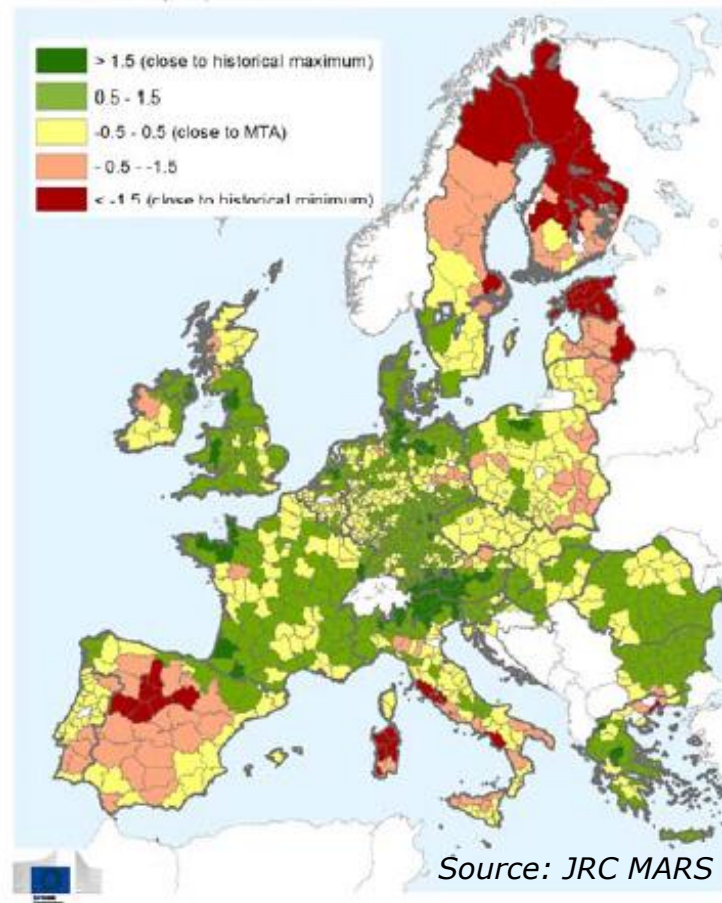 > 1.5 (close to historical maximum)
0.5 - 1.5
-0.5 - 0.5 (close to MTA)
- 0.5 - -1.5
< -1.5 (close to historical minimum)
Source: JRC MARS